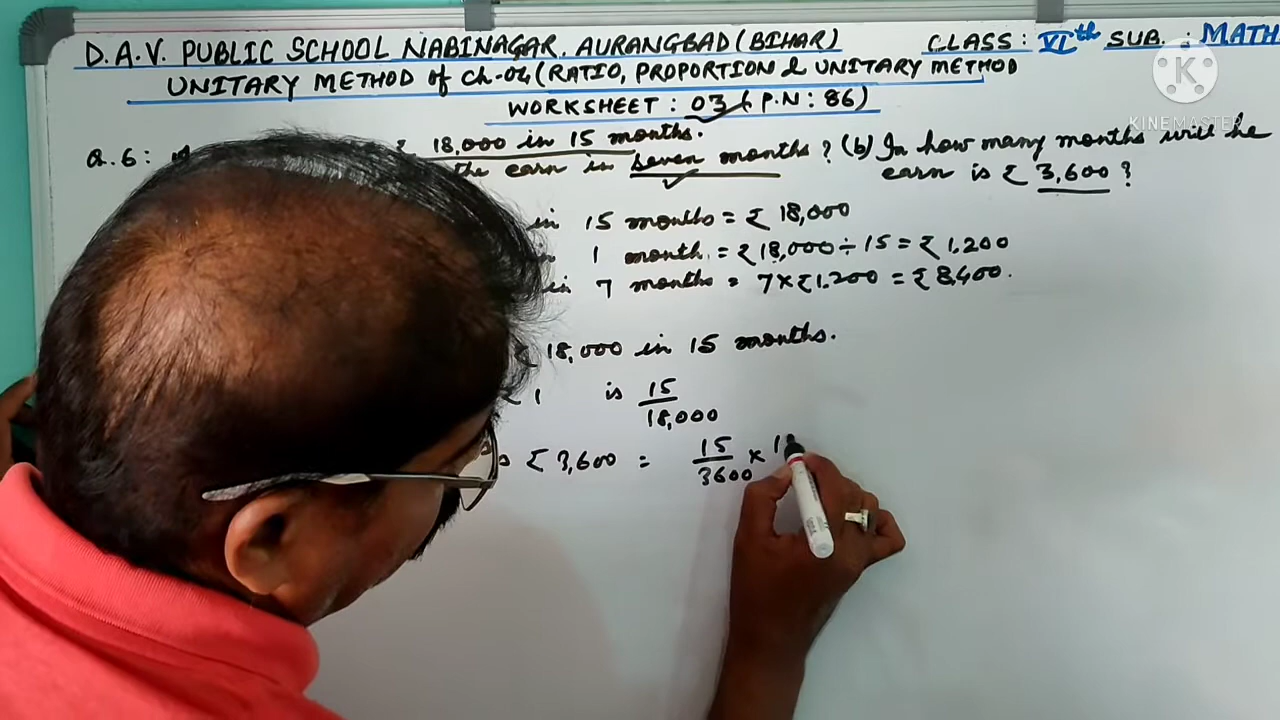 D.A.V. PUBLIC SCHOOL NABINAGAR. AURANGBAD (BIHAR) CLASS: VIth SUB. : MATH
UNITARY METHOD of Ch-04 (RATIO, PROPORTION & UNITARY METHOD
WORKSHEET: 03 (P.N: 86)
K
KINEMASTER
Q.6: ₹ 18,000 in 15 months.
the earn in seven months? (b) In how many months will he
earn is ₹ 3,600?
in 15 months = ₹ 18,000
1 month. = ₹ 18,000 ÷ 15 = ₹ 1,200
in 7 months = 7 × ₹ 1,200 = ₹ 8,400.
₹ 18,000 in 15 months.
₹ 1 is 15/18,000
₹ 3,600 = 15/3600 ×